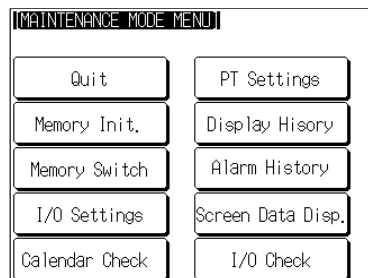 [MAINTENANCE MODE MENU]
Quit
PT Settings
Memory Init.
Display Hisory
Memory Switch
Alarm History
I/O Settings
Screen Data Disp.
Calendar Check
I/O Check